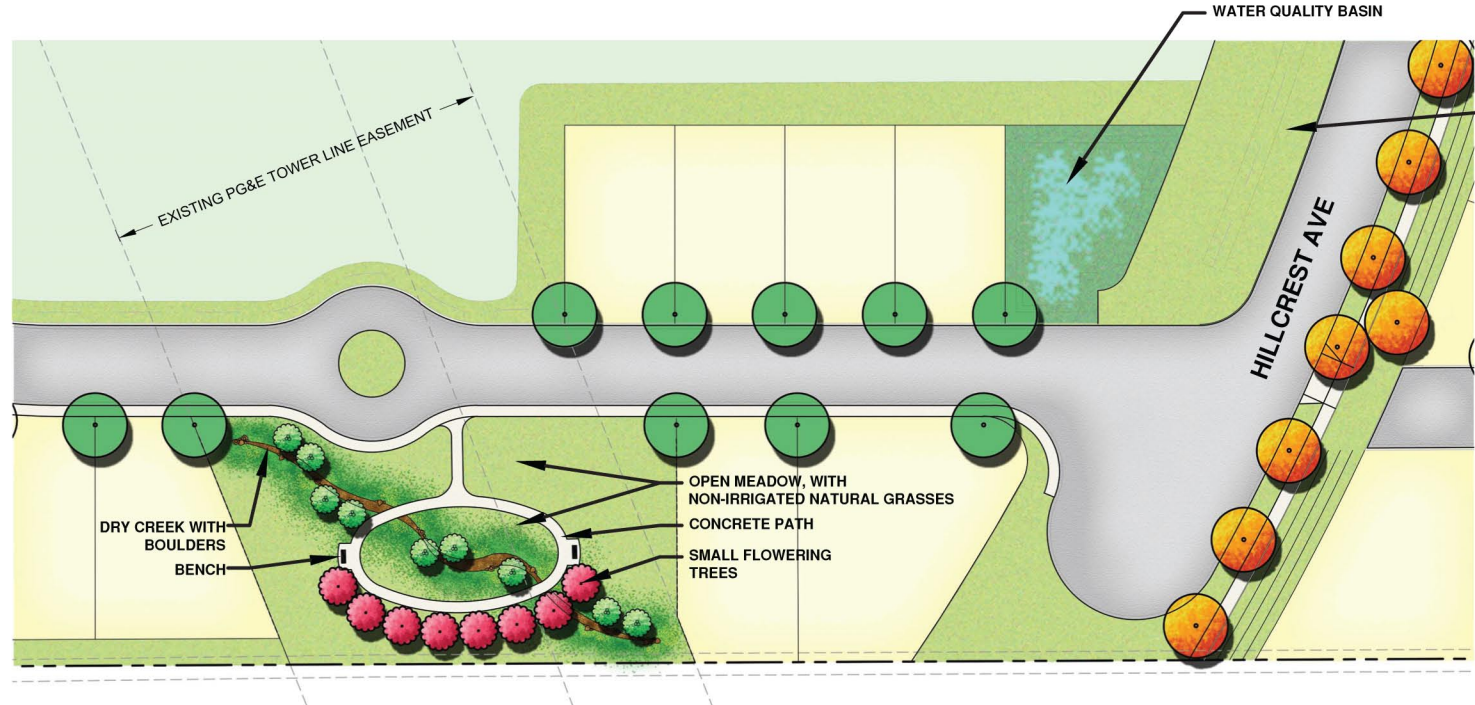 WATER QUALITY BASIN
EXISTING PG&E TOWER LINE EASEMENT
HILLCREST AVE
OPEN MEADOW, WITH
NON-IRRIGATED NATURAL GRASSES
DRY CREEK WITH
BOULDERS
CONCRETE PATH
BENCH
SMALL FLOWERING
TREES